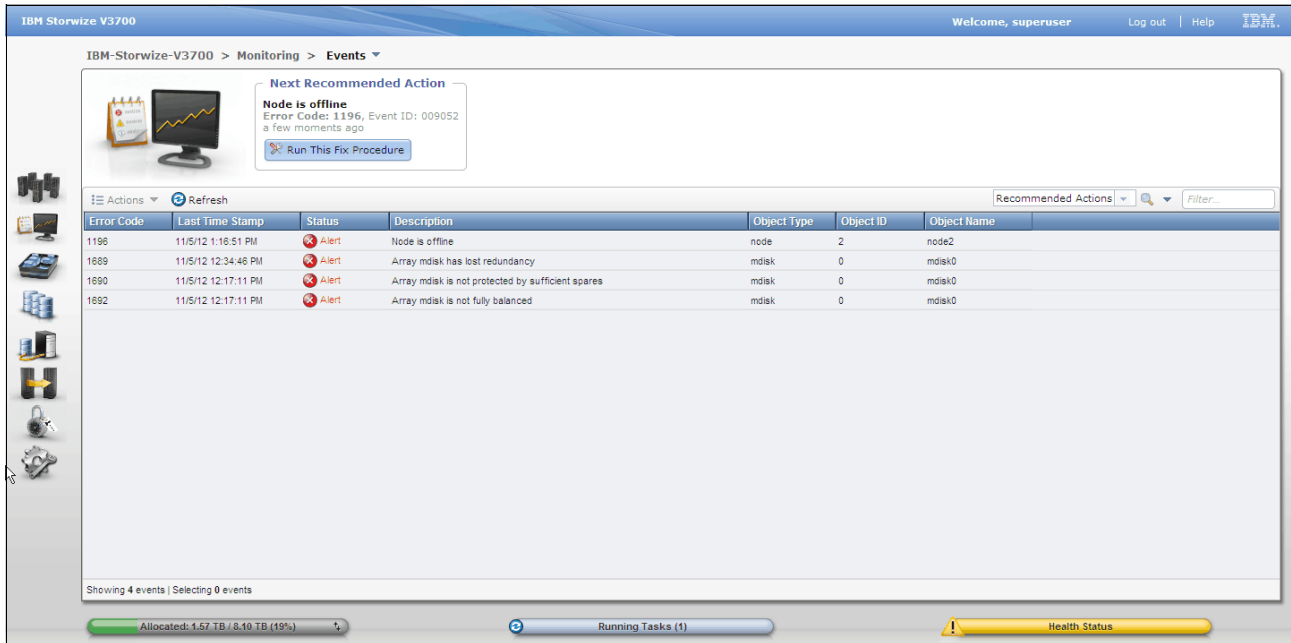 IBM Storwize V3700
Welcome, superuser
Log out | Help
IBM.
IBM-Storwize-V3700 > Monitoring > Events
Next Recommended Action
Node is offline
Error Code: 1196, Event ID: 009052
a few moments ago
Run This Fix Procedure
Actions Refresh Recommended Actions Filter...
Error Code Last Time Stamp Status Description Object Type Object ID Object Name
1196 11/5/12 1:16:51 PM Alert Node is offline node 2 node2
1689 11/5/12 12:34:46 PM Alert Array mdisk has lost redundancy mdisk 0 mdisk0
1690 11/5/12 12:17:11 PM Alert Array mdisk is not protected by sufficient spares mdisk 0 mdisk0
1692 11/5/12 12:17:11 PM Alert Array mdisk is not fully balanced mdisk 0 mdisk0
Showing 4 events | Selecting 0 events
Allocated: 1.57 TB / 8.10 TB (19%) Running Tasks (1) Health Status